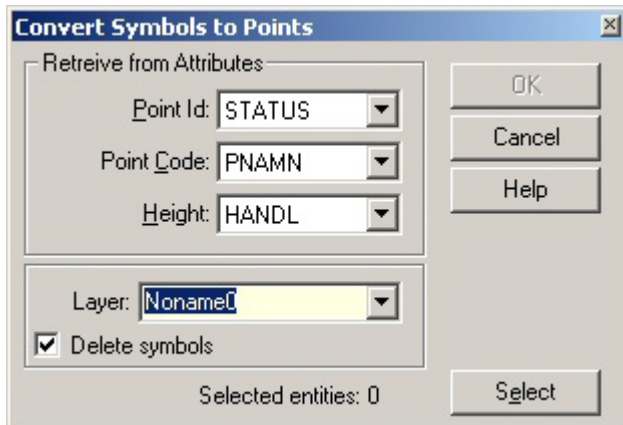 Convert Symbols to Points
Retreive from Attributes
Point Id: STATUS
Point Code: PNAMN
Height: HANDL
OK
Cancel
Help
Layer: Noname0
Delete symbols
Selected entities: 0
Select